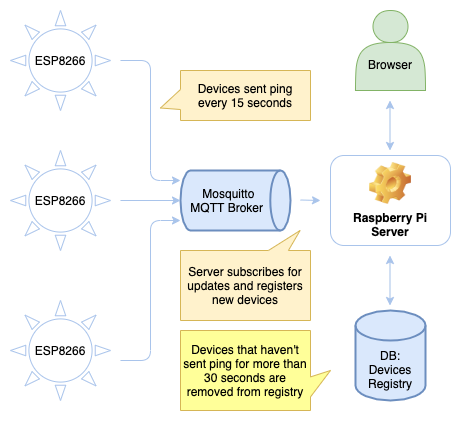 ESP8266
Browser
Devices sent ping
every 15 seconds
ESP8266
Mosquitto
MQTT Broker
Raspberry Pi
Server
Server subscribes for
updates and registers
new devices
ESP8266
Devices that haven't
sent ping for more than
30 seconds are
removed from registry
DB:
Devices
Registry